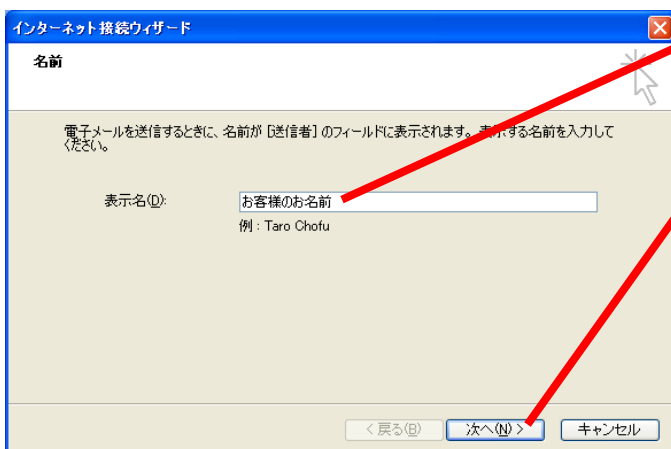 インターネット接続ウィザード
名前
電子メールを送信するときに、名前が [送信者] のフィールドに表示されます。表示する名前を入力して
ください。
表示名(D):
お客様のお名前
例 : Taro Chofu
< 戻る(B)
次へ(N) >
キャンセル